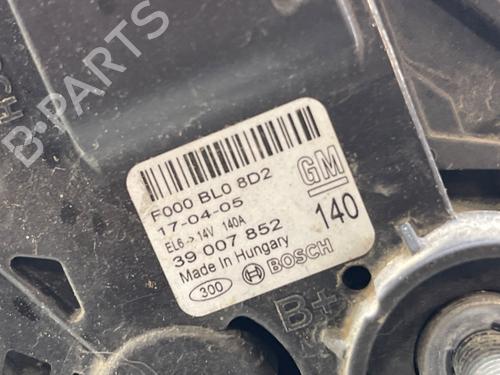 B-PARTS
F000 BL0 8D2
17-04-05
EL6 -> 14V 140A
39 007 852
Made in Hungary
300 BOSCH
GM
140
B+